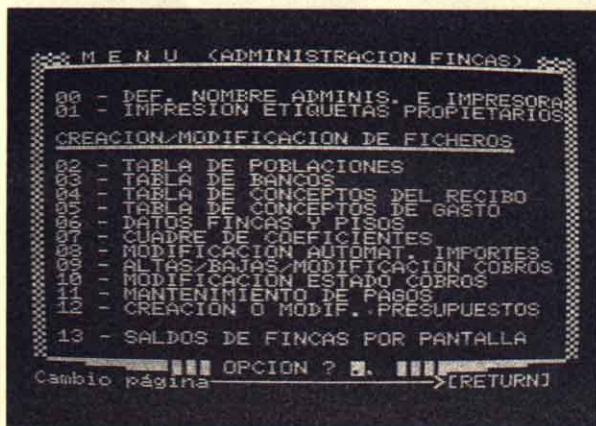 M E N U (ADMINISTRACION FINCAS)
00 - DEF. NOMBRE ADMINIS. E IMPRESORA
01 - IMPRESION ETIQUETAS PROPIETARIOS
CREACION/MODIFICACION DE FICHEROS
02 - TABLA DE POBLACIONES
03 - TABLA DE BANCOS
04 - TABLA DE CONCEPTOS DEL RECIBO
05 - TABLA DE CONCEPTOS DE GASTO
06 - DATOS FINCAS Y PISOS
07 - CUADRE DE COEFICIENTES
08 - MODIFICACION AUTOMAT. IMPORTES
09 - ALTAS/BAJAS/MODIFICACION COBROS
10 - MODIFICACION ESTADO COBROS
11 - MANTENIMIENTO DE PAGOS
12 - CREACION O MODIF. PRESUPUESTOS
13 - SALDOS DE FINCAS POR PANTALLA
OPCION ? .
Cambio página >[RETURN]